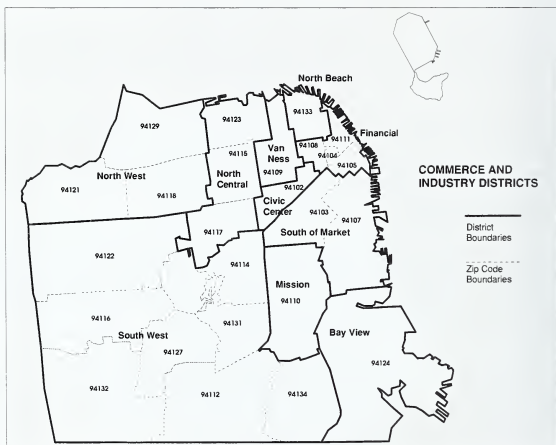 North Beach
94123
94133
94129
94111
Financial
94115
Van
Ness
94108
94104
94105
North West
North
Central
94109
94121
94118
94102
Civic
Center
94103
94107
South of Market
94117
94122
94114
Mission
94110
94116
South West
94131
Bay View
94127
94124
94132
94112
94134
COMMERCE AND
INDUSTRY DISTRICTS
District
Boundaries
Zip Code
Boundaries